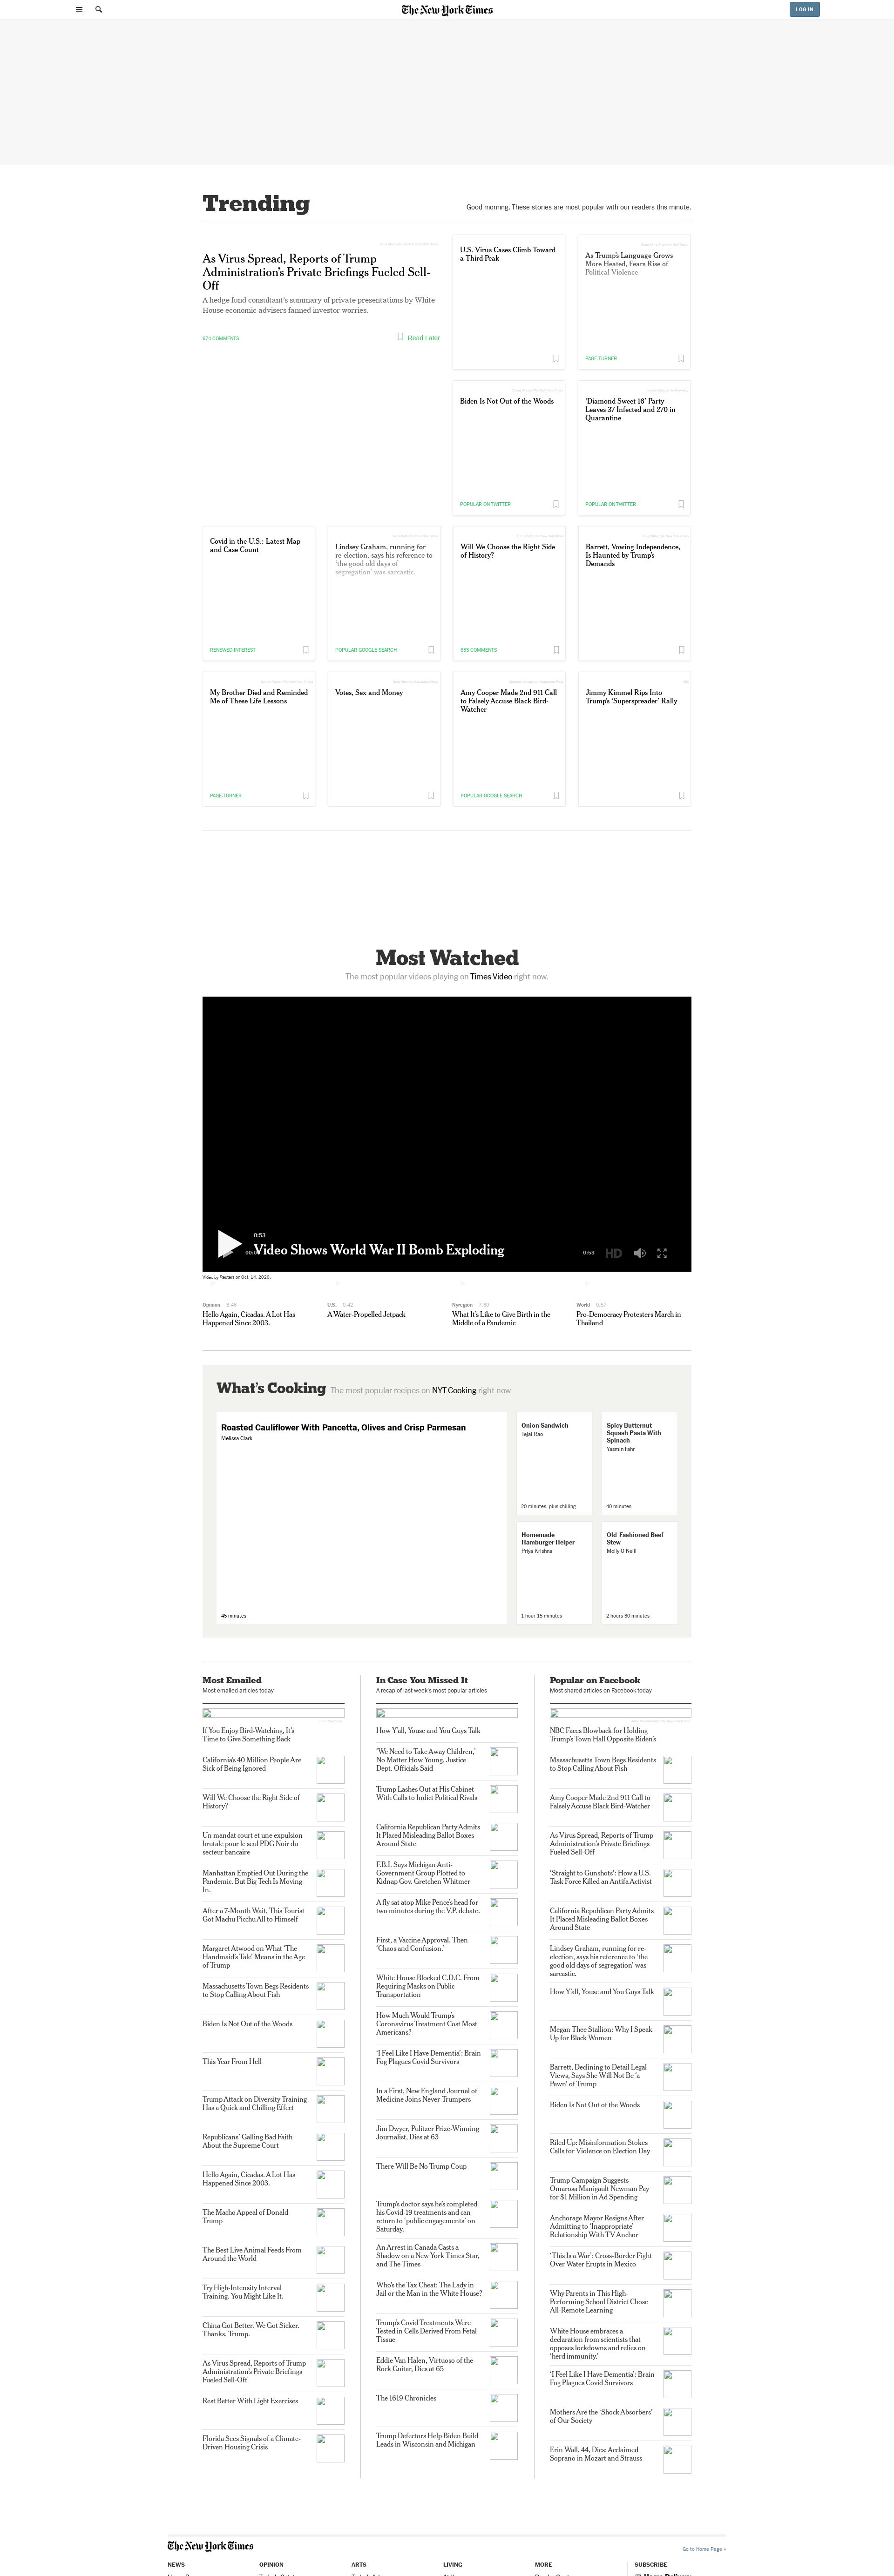 The New York Times
LOG IN
Trending
Good morning. These stories are most popular with our readers this minute.
As Virus Spread, Reports of Trump
Administration's Private Briefings Fueled Sell-
Off
A hedge fund consultant's summary of private presentations by White
House economic advisers fanned investor worries.
674 COMMENTS
Read Later
U.S. Virus Cases Climb Toward
a Third Peak
As Trump's Language Grows
More Heated, Fears Rise of
Political Violence
PAGE-TURNER
Biden Is Not Out of the Woods
POPULAR ON TWITTER
'Diamond Sweet 16' Party
Leaves 37 Infected and 270 in
Quarantine
POPULAR ON TWITTER
Covid in the U.S.: Latest Map
and Case Count
RENEWED INTEREST
Lindsey Graham, running for
re-election, says his reference to
'the good old days of
segregation' was sarcastic.
POPULAR GOOGLE SEARCH
Will We Choose the Right Side
of History?
633 COMMENTS
Barrett, Vowing Independence,
Is Haunted by Trump's
Demands
My Brother Died and Reminded
Me of These Life Lessons
PAGE-TURNER
Votes, Sex and Money
Amy Cooper Made 2nd 911 Call
to Falsely Accuse Black Bird-
Watcher
POPULAR GOOGLE SEARCH
Jimmy Kimmel Rips Into
Trump's 'Superspreader' Rally
Most Watched
The most popular videos playing on Times Video right now.
0:53
Video Shows World War II Bomb Exploding
0:53
HD
Video by Reuters on Oct. 14, 2020.
Opinion 3:46
Hello Again, Cicadas. A Lot Has
Happened Since 2003.
U.S. 0:42
A Water-Propelled Jetpack
Nyregion 7:30
What It's Like to Give Birth in the
Middle of a Pandemic
World 0:57
Pro-Democracy Protesters March in
Thailand
What's Cooking The most popular recipes on NYT Cooking right now
Roasted Cauliflower With Pancetta, Olives and Crisp Parmesan
Melissa Clark
45 minutes
Onion Sandwich
Tejal Rao
20 minutes, plus chilling
Spicy Butternut
Squash Pasta With
Spinach
Yasmin Fahr
40 minutes
Homemade
Hamburger Helper
Priya Krishna
1 hour 15 minutes
Old-Fashioned Beef
Stew
Molly O'Neill
2 hours 30 minutes
Most Emailed
Most emailed articles today
If You Enjoy Bird-Watching, It's
Time to Give Something Back
California's 40 Million People Are
Sick of Being Ignored
Will We Choose the Right Side of
History?
Un mandat court et une expulsion
brutale pour le seul PDG Noir du
secteur bancaire
Manhattan Emptied Out During the
Pandemic. But Big Tech Is Moving
In.
After a 7-Month Wait, This Tourist
Got Machu Picchu All to Himself
Margaret Atwood on What 'The
Handmaid's Tale' Means in the Age
of Trump
Massachusetts Town Begs Residents
to Stop Calling About Fish
Biden Is Not Out of the Woods
This Year From Hell
Trump Attack on Diversity Training
Has a Quick and Chilling Effect
Republicans' Galling Bad Faith
About the Supreme Court
Hello Again, Cicadas. A Lot Has
Happened Since 2003.
The Macho Appeal of Donald
Trump
The Best Live Animal Feeds From
Around the World
Try High-Intensity Interval
Training. You Might Like It.
China Got Better. We Got Sicker.
Thanks, Trump.
As Virus Spread, Reports of Trump
Administration's Private Briefings
Fueled Sell-Off
Rest Better With Light Exercises
Florida Sees Signals of a Climate-
Driven Housing Crisis
In Case You Missed It
A recap of last week's most popular articles
How Y'all, Youse and You Guys Talk
'We Need to Take Away Children,'
No Matter How Young, Justice
Dept. Officials Said
Trump Lashes Out at His Cabinet
With Calls to Indict Political Rivals
California Republican Party Admits
It Placed Misleading Ballot Boxes
Around State
F.B.I. Says Michigan Anti-
Government Group Plotted to
Kidnap Gov. Gretchen Whitmer
A fly sat atop Mike Pence's head for
two minutes during the V.P. debate.
First, a Vaccine Approval. Then
'Chaos and Confusion.'
White House Blocked C.D.C. From
Requiring Masks on Public
Transportation
How Much Would Trump's
Coronavirus Treatment Cost Most
Americans?
'I Feel Like I Have Dementia': Brain
Fog Plagues Covid Survivors
In a First, New England Journal of
Medicine Joins Never-Trumpers
Jim Dwyer, Pulitzer Prize-Winning
Journalist, Dies at 63
There Will Be No Trump Coup
Trump's doctor says he's completed
his Covid-19 treatments and can
return to 'public engagements' on
Saturday.
An Arrest in Canada Casts a
Shadow on a New York Times Star,
and The Times
Who's the Tax Cheat: The Lady in
Jail or the Man in the White House?
Trump's Covid Treatments Were
Tested in Cells Derived From Fetal
Tissue
Eddie Van Halen, Virtuoso of the
Rock Guitar, Dies at 65
The 1619 Chronicles
Trump Defectors Help Biden Build
Leads in Wisconsin and Michigan
Popular on Facebook
Most shared articles on Facebook today
NBC Faces Blowback for Holding
Trump's Town Hall Opposite Biden's
Massachusetts Town Begs Residents
to Stop Calling About Fish
Amy Cooper Made 2nd 911 Call to
Falsely Accuse Black Bird-Watcher
As Virus Spread, Reports of Trump
Administration's Private Briefings
Fueled Sell-Off
'Straight to Gunshots': How a U.S.
Task Force Killed an Antifa Activist
California Republican Party Admits
It Placed Misleading Ballot Boxes
Around State
Lindsey Graham, running for re-
election, says his reference to 'the
good old days of segregation' was
sarcastic.
How Y'all, Youse and You Guys Talk
Megan Thee Stallion: Why I Speak
Up for Black Women
Barrett, Declining to Detail Legal
Views, Says She Will Not Be 'a
Pawn' of Trump
Biden Is Not Out of the Woods
Riled Up: Misinformation Stokes
Calls for Violence on Election Day
Trump Campaign Suggests
Omarosa Manigault Newman Pay
for $1 Million in Ad Spending
Anchorage Mayor Resigns After
Admitting to 'Inappropriate'
Relationship With TV Anchor
'This Is a War': Cross-Border Fight
Over Water Erupts in Mexico
Why Parents in This High-
Performing School District Chose
All-Remote Learning
White House embraces a
declaration from scientists that
opposes lockdowns and relies on
'herd immunity.'
'I Feel Like I Have Dementia': Brain
Fog Plagues Covid Survivors
Mothers Are the 'Shock Absorbers'
of Our Society
Erin Wall, 44, Dies; Acclaimed
Soprano in Mozart and Strauss
The New York Times
Go to Home Page »
NEWS
OPINION
ARTS
LIVING
MORE
SUBSCRIBE